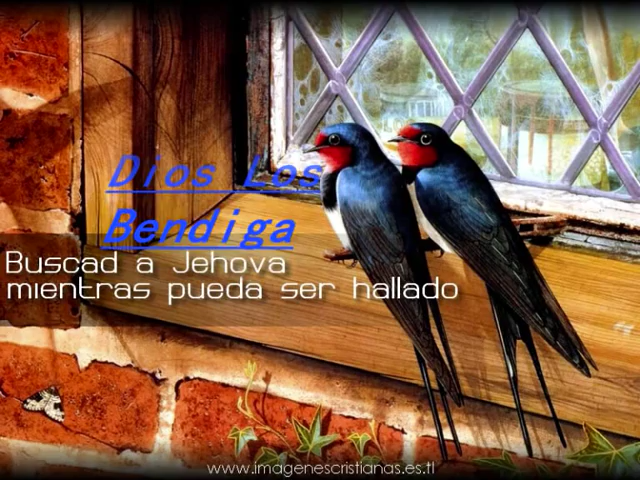 Dios Los
Bendiga
Buscad a Jehova
mientras pueda ser hallado
www.imagenescristianas.es.tl